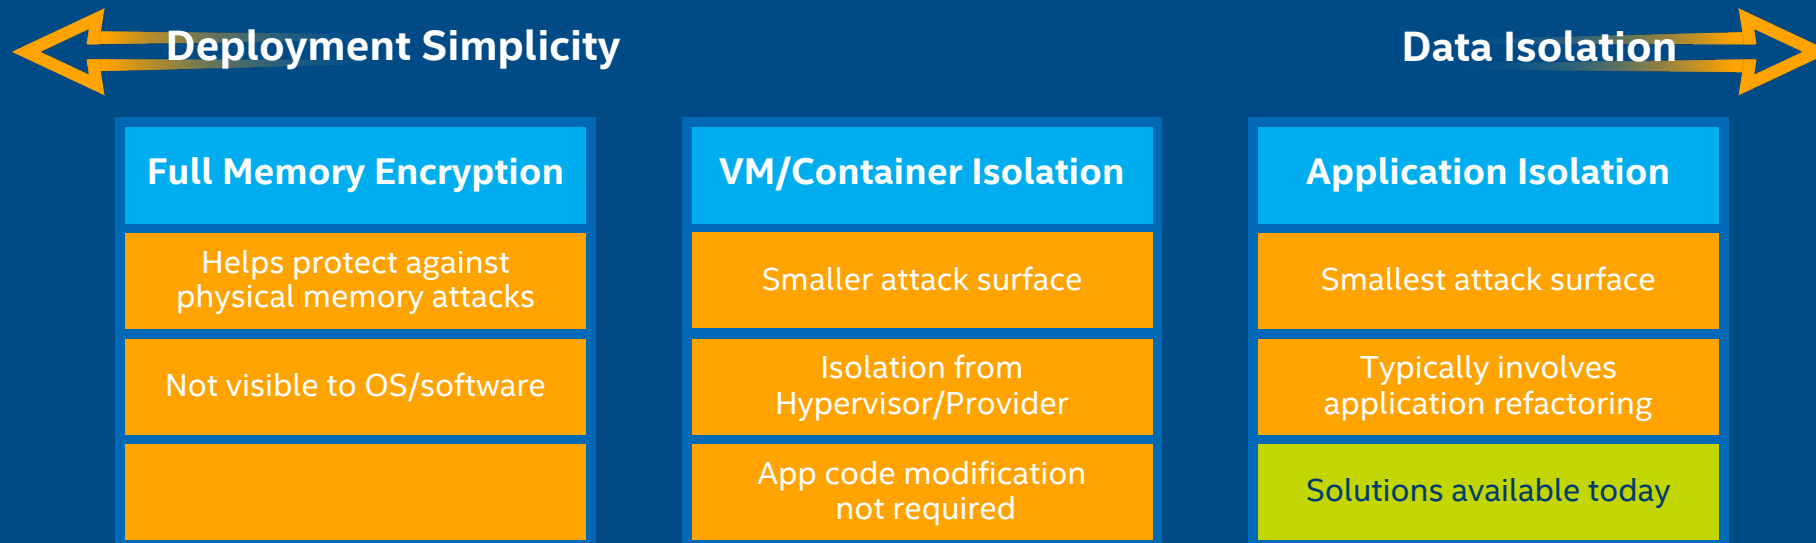 Deployment Simplicity
Data Isolation
Full Memory Encryption
Helps protect against
physical memory attacks
Not visible to OS/software
VM/Container Isolation
Smaller attack surface
Isolation from
Hypervisor/Provider
App code modification
not required
Application Isolation
Smallest attack surface
Typically involves
application refactoring
Solutions available today